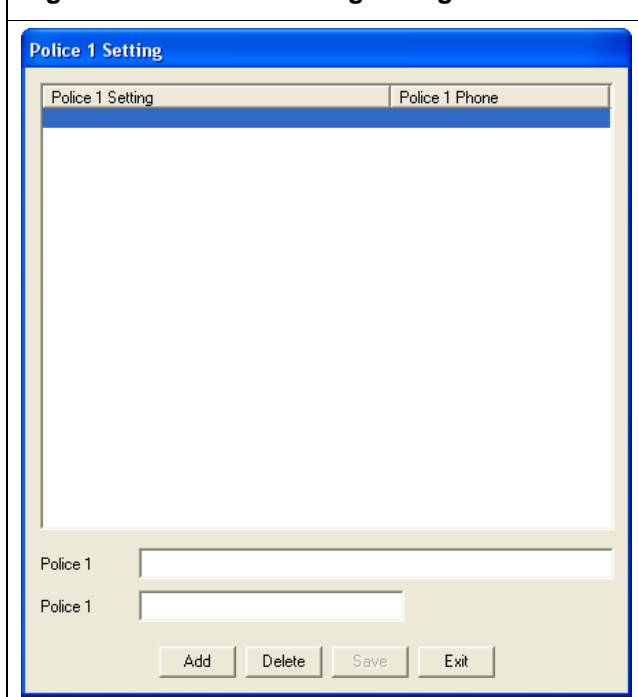 Police 1 Setting
Police 1 Setting Police 1 Phone
Police 1
Police 1
Add Delete Save Exit